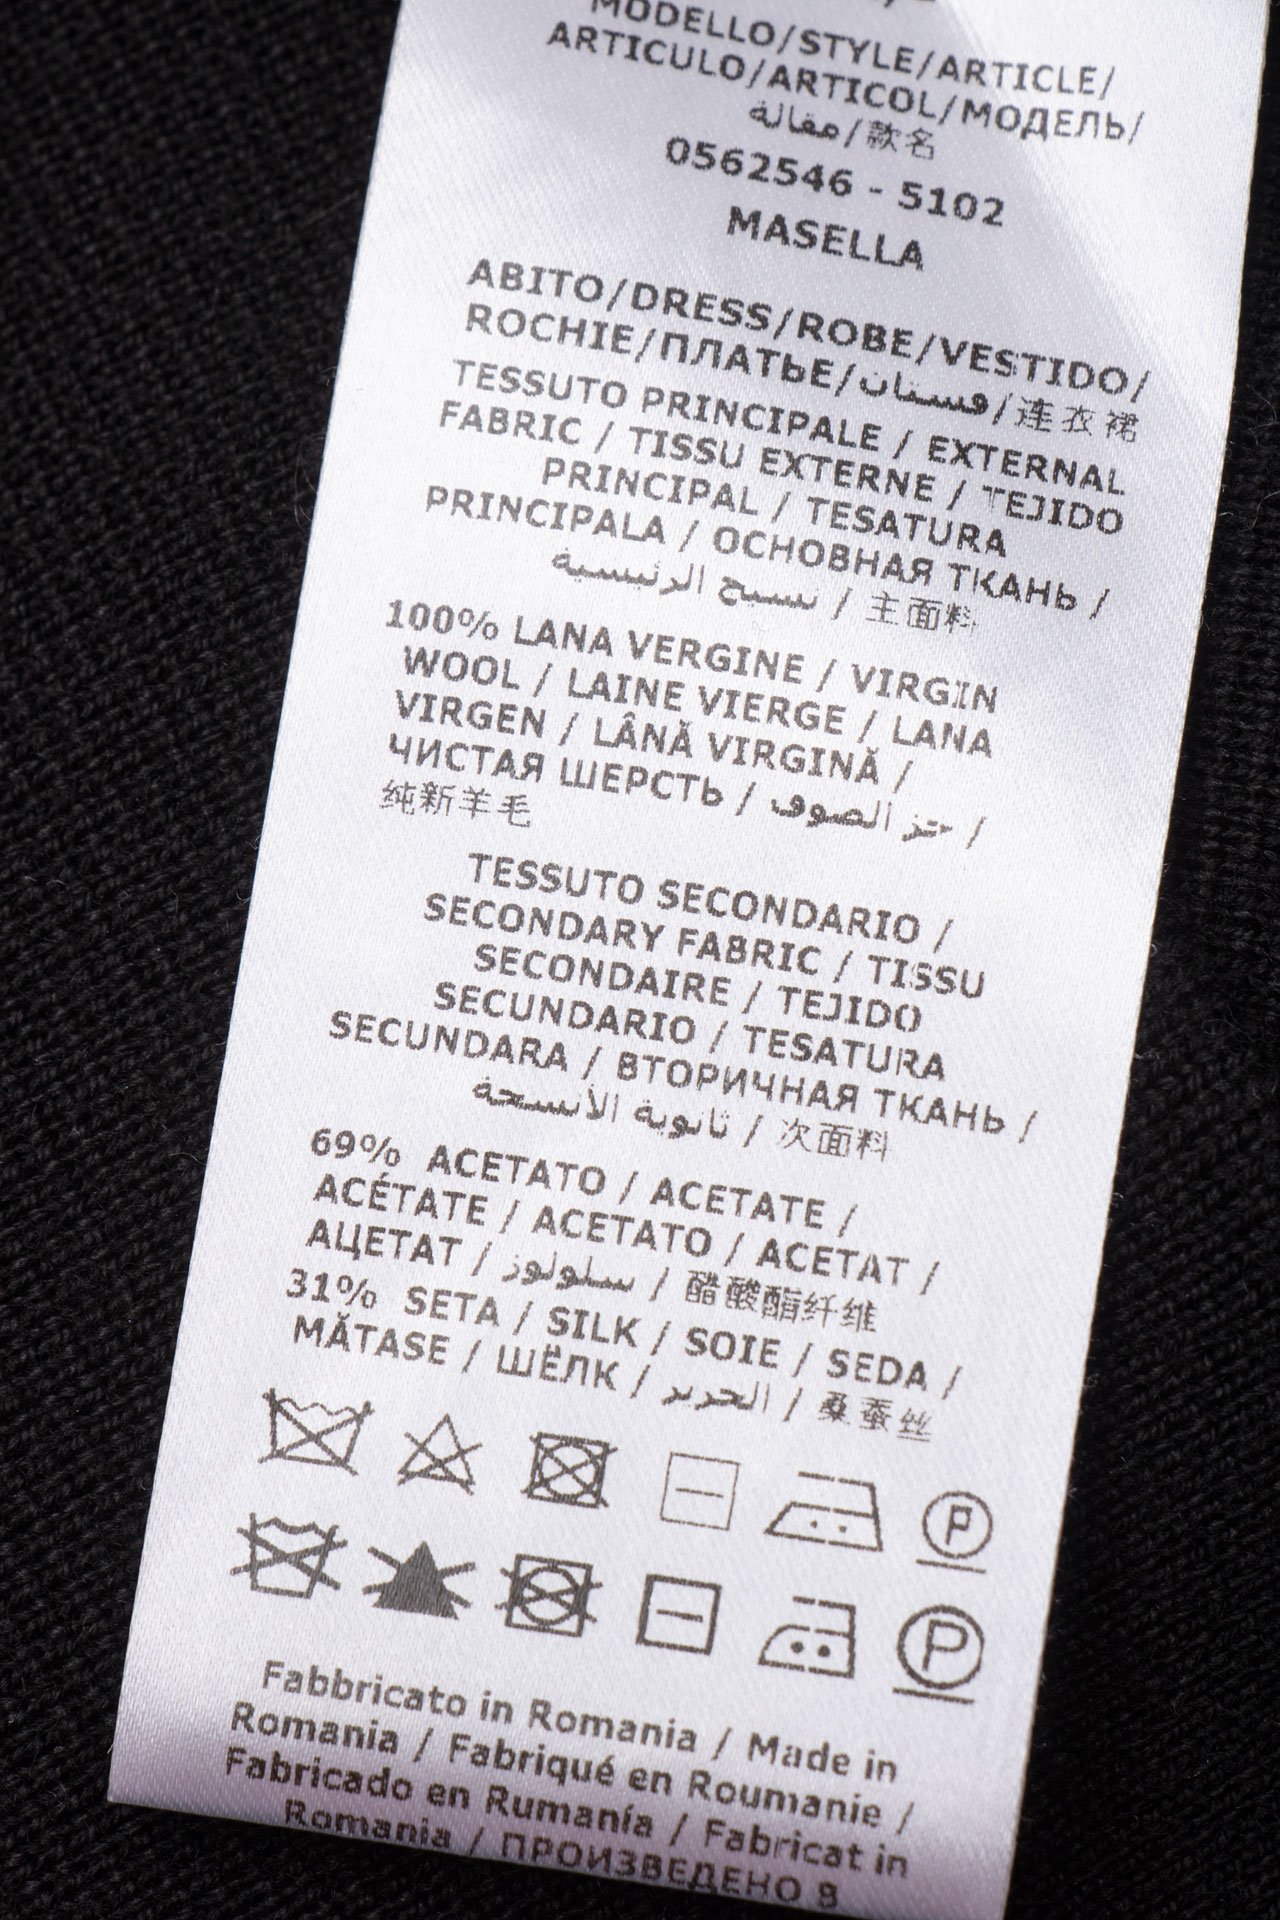 MODELLO/STYLE/ARTICLE/
ARTICULO/ARTICOL/МОДЕЛЬ/
مقالة/款名
0562546 - 5102
MASELLA
ABITO/DRESS/ROBE/VESTIDO/
ROCHIE/ПЛАТЬЕ/فستان/连衣裙
TESSUTO PRINCIPALE / EXTERNAL
FABRIC / TISSU EXTERNE / TEJIDO
PRINCIPAL / TESATURA
PRINCIPALA / ОСНОВНАЯ ТКАНЬ /
نسيج الرئيسية / 主面料
100% LANA VERGINE / VIRGIN
WOOL / LAINE VIERGE / LANA
VIRGEN / LÂNĂ VIRGINĂ /
ЧИСТАЯ ШЕРСТЬ / جز الصوف /
纯新羊毛
TESSUTO SECONDARIO /
SECONDARY FABRIC / TISSU
SECONDAIRE / TEJIDO
SECUNDARIO / TESATURA
SECUNDARA / ВТОРИЧНАЯ ТКАНЬ /
ثانوية الأنسجة / 次面料
69% ACETATO / ACETATE /
ACÉTATE / ACETATO / ACETAT /
АЦЕТАТ / سلولوز / 醋酸酯纤维
31% SETA / SILK / SOIE / SEDA /
MĂTASE / ШЁЛК / الحرير / 桑蚕丝
P
P
Fabbricato in Romania / Made in
Romania / Fabriqué en Roumanie /
Fabricado en Rumanía / Fabricat in
Romania / ПРОИЗВЕДЕНО В